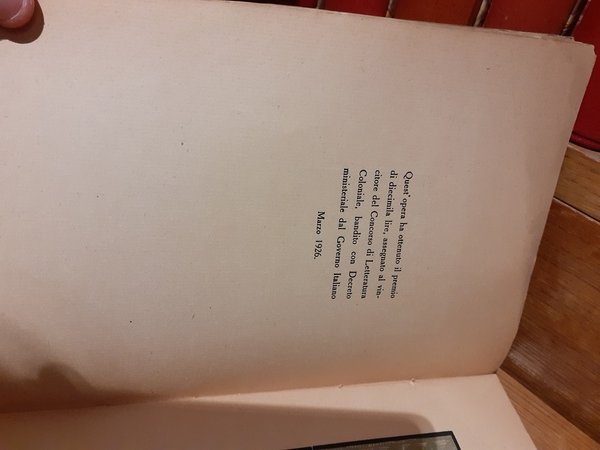 Quest' opera ha ostenuto il premio
di diecimila lire, assegnato al vin-
citore del Concorso di Letteratura
Coloniale, bandito con Decreto
ministeriale dal Governo Italiano
Marzo 1926.